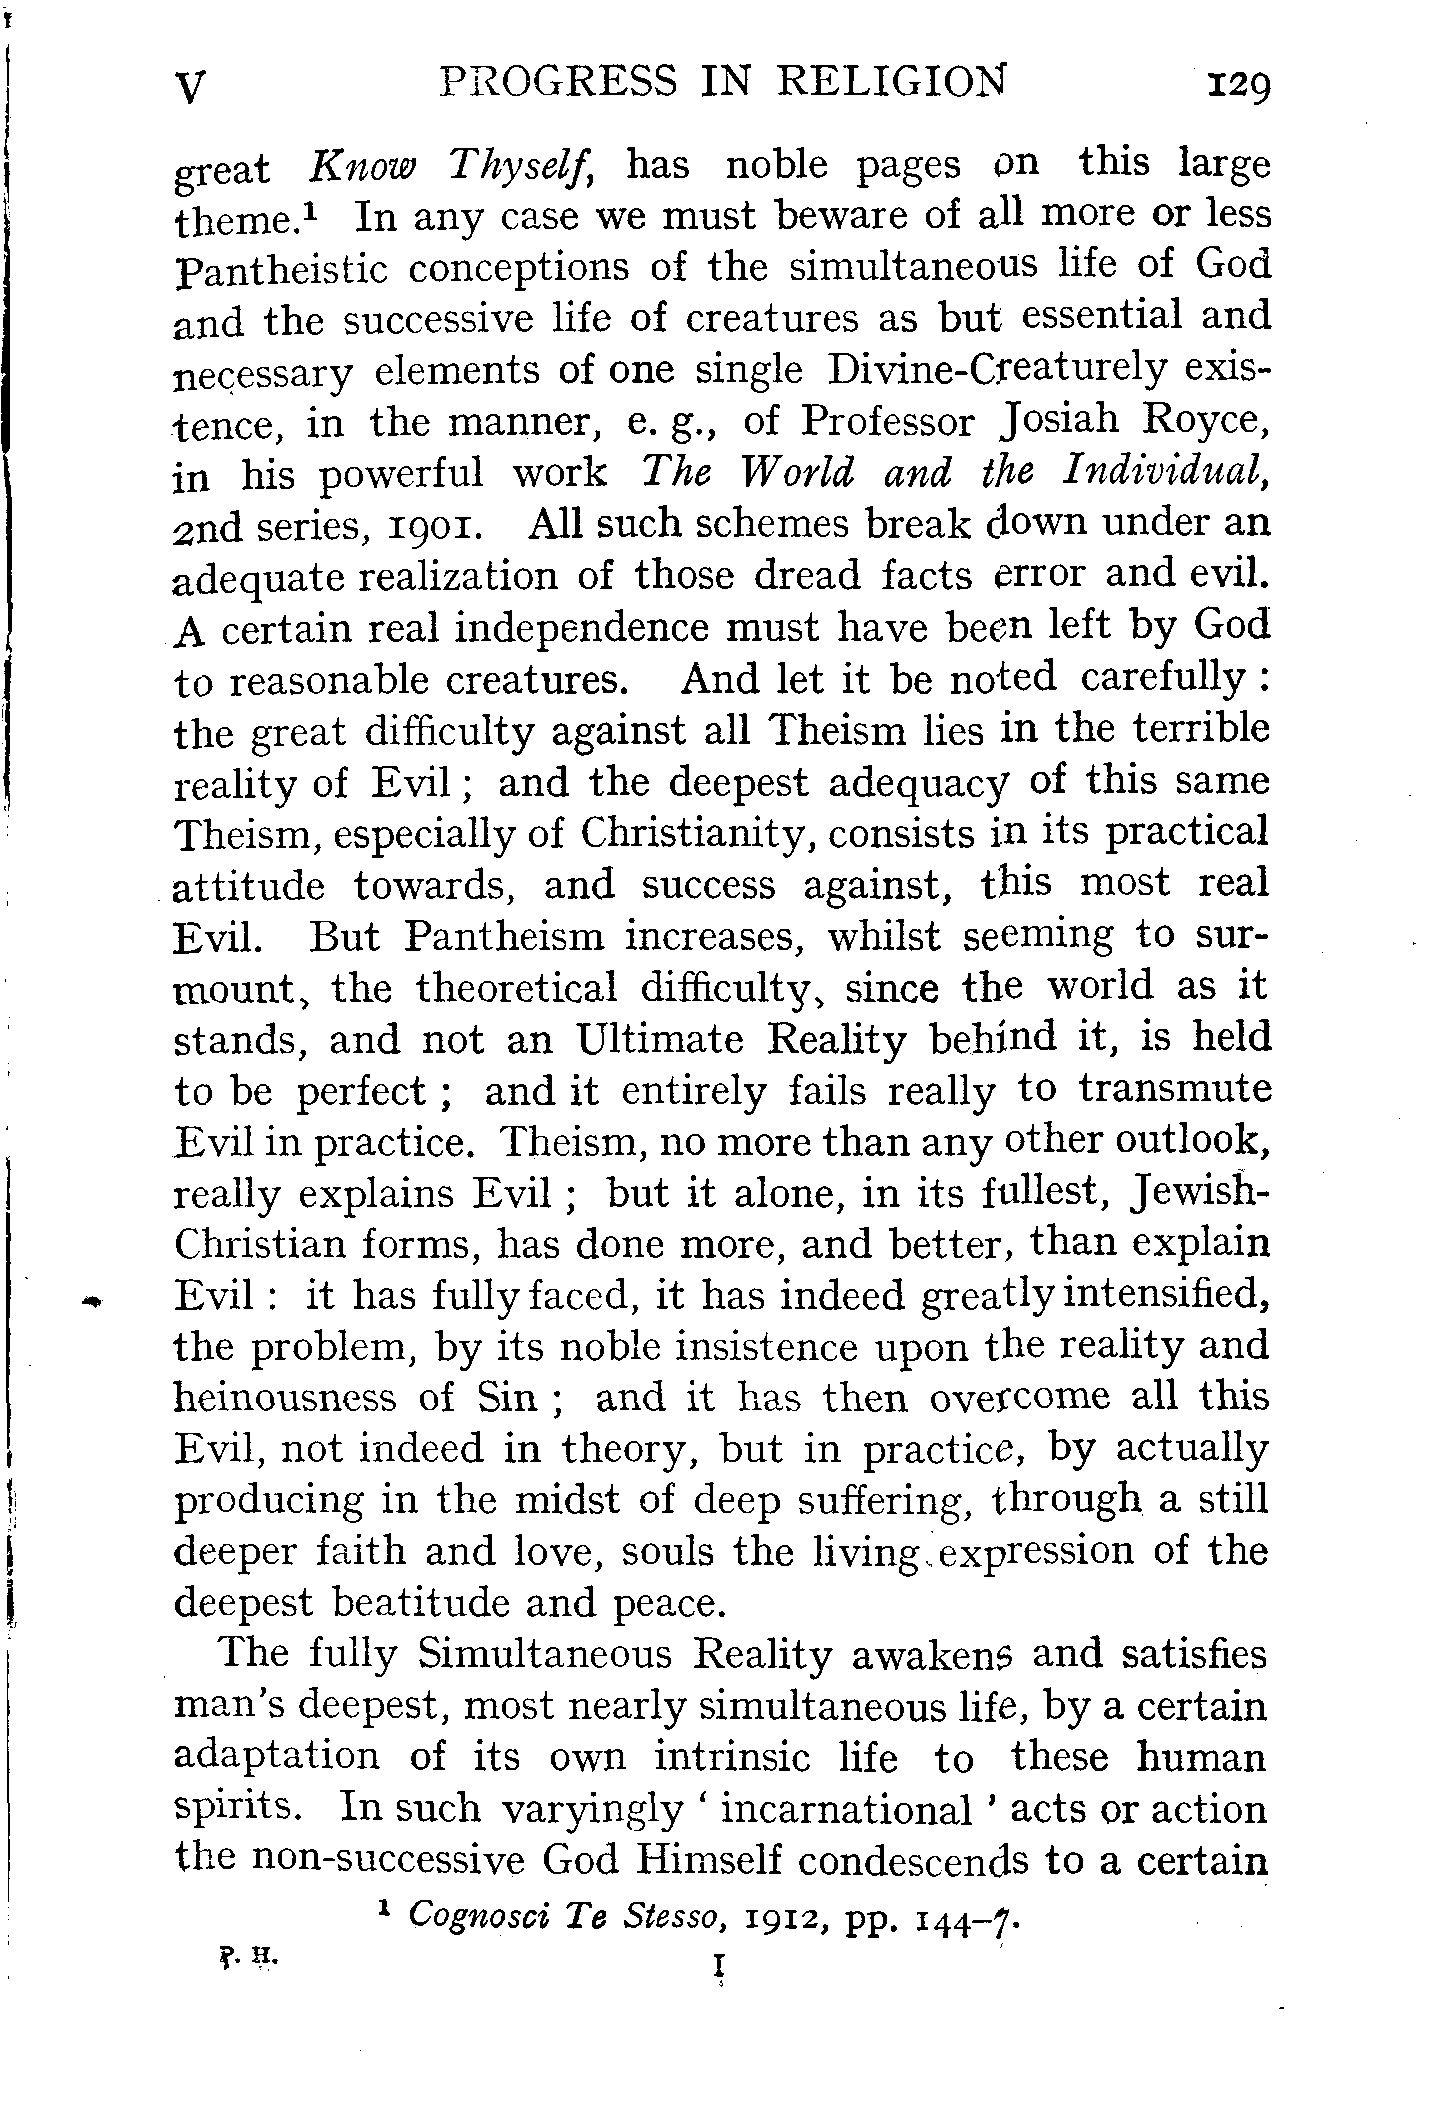 V PROGRESS IN RELIGION 129
great Know Thyself, has noble pages on this large
theme.¹ In any case we must beware of all more or less
Pantheistic conceptions of the simultaneous life of God
and the successive life of creatures as but essential and
necessary elements of one single Divine-Creaturely exis-
tence, in the manner, e. g., of Professor Josiah Royce,
in his powerful work The World and the Individual,
2nd series, 1901. All such schemes break down under an
adequate realization of those dread facts error and evil.
A certain real independence must have been left by God
to reasonable creatures. And let it be noted carefully :
the great difficulty against all Theism lies in the terrible
reality of Evil ; and the deepest adequacy of this same
Theism, especially of Christianity, consists in its practical
attitude towards, and success against, this most real
Evil. But Pantheism increases, whilst seeming to sur-
mount, the theoretical difficulty, since the world as it
stands, and not an Ultimate Reality behind it, is held
to be perfect ; and it entirely fails really to transmute
Evil in practice. Theism, no more than any other outlook,
really explains Evil ; but it alone, in its fullest, Jewish-
Christian forms, has done more, and better, than explain
Evil : it has fully faced, it has indeed greatly intensified,
the problem, by its noble insistence upon the reality and
heinousness of Sin ; and it has then overcome all this
Evil, not indeed in theory, but in practice, by actually
producing in the midst of deep suffering, through a still
deeper faith and love, souls the living expression of the
deepest beatitude and peace.
The fully Simultaneous Reality awakens and satisfies
man's deepest, most nearly simultaneous life, by a certain
adaptation of its own intrinsic life to these human
spirits. In such varyingly ' incarnational ' acts or action
the non-successive God Himself condescends to a certain
¹ Cognosci Te Stesso, 1912, pp. 144–7.
P. H. I